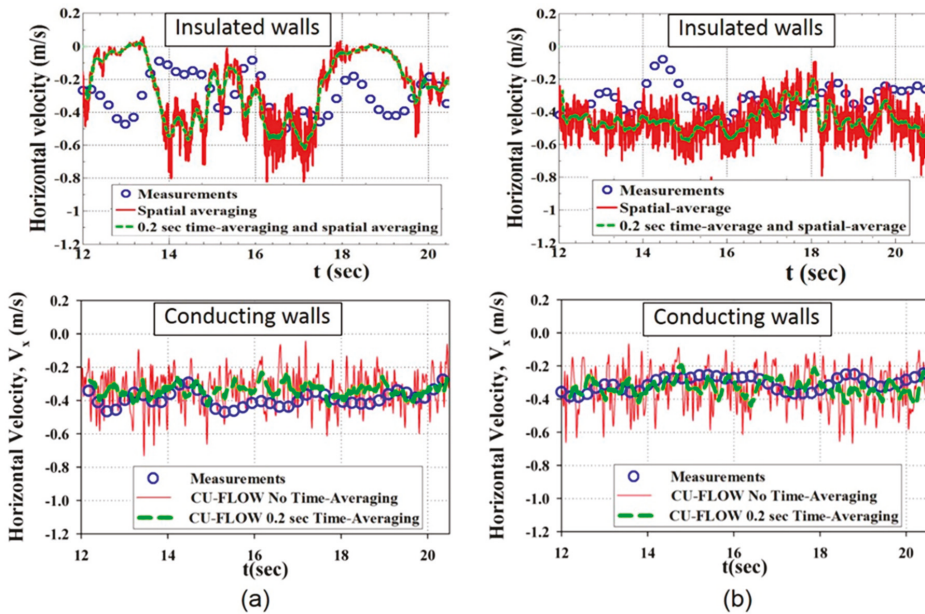 Insulated walls
Horizontal velocity (m/s)
0.2
0
-0.2
-0.4
-0.6
-0.8
-1
-1.2
Measurements
Spatial averaging
0.2 sec time-averaging and spatial averaging
12 14 16 18 20
t (sec)
Insulated walls
Horizontal velocity (m/s)
0.2
0
-0.2
-0.4
-0.6
-0.8
-1
-1.2
Measurements
Spatial-average
0.2 sec time-average and spatial-average
12 14 16 18 20
t (sec)
Conducting walls
Horizontal Velocity, Vx (m/s)
0.2
0.0
-0.2
-0.4
-0.6
-0.8
-1.0
-1.2
Measurements
CU-FLOW No Time-Averaging
CU-FLOW 0.2 sec Time-Averaging
12 14 16 18 20
t(sec)
(a)
Conducting walls
Horizontal Velocity, Vx (m/s)
0.2
0.0
-0.2
-0.4
-0.6
-0.8
-1.0
-1.2
Measurements
CU-FLOW No Time-Averaging
CU-FLOW 0.2 sec Time-Averaging
12 14 16 18 20
t(sec)
(b)